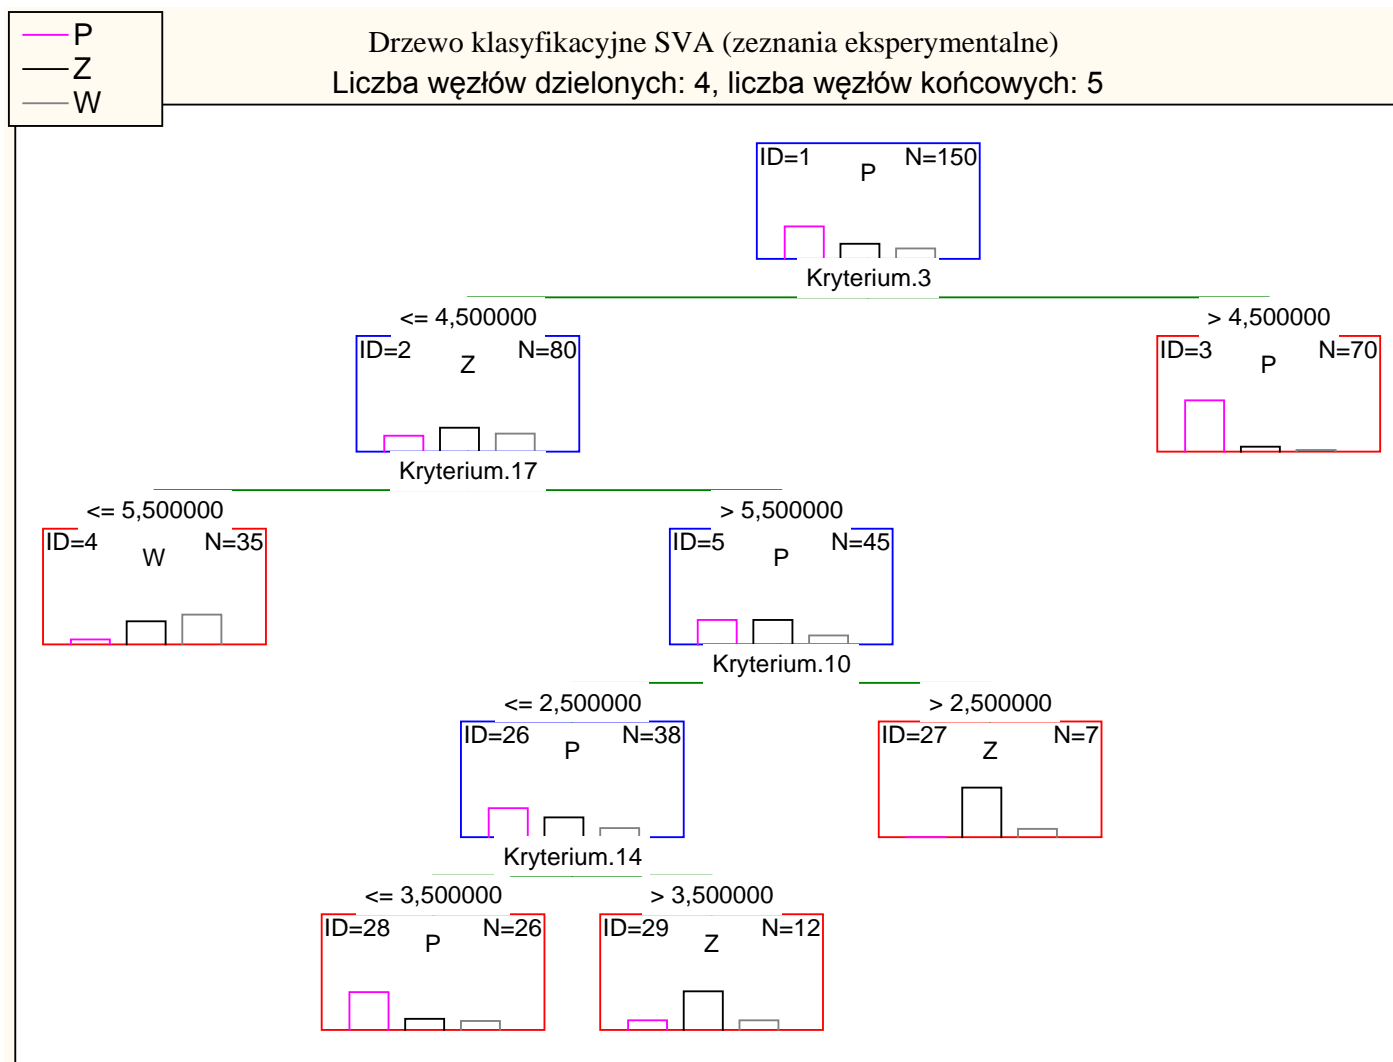 P
Z
W
Drzewo klasyfikacyjne SVA (zeznania eksperymentalne)
Liczba węzłów dzielonych: 4, liczba węzłów końcowych: 5
ID=1 N=150
P
Kryterium.3
<= 4,500000 > 4,500000
ID=2 N=80 ID=3 N=70
Z P
Kryterium.17
<= 5,500000 > 5,500000
ID=4 N=35 ID=5 N=45
W P
Kryterium.10
<= 2,500000 > 2,500000
ID=26 N=38 ID=27 N=7
P Z
Kryterium.14
<= 3,500000 > 3,500000
ID=28 N=26 ID=29 N=12
P Z